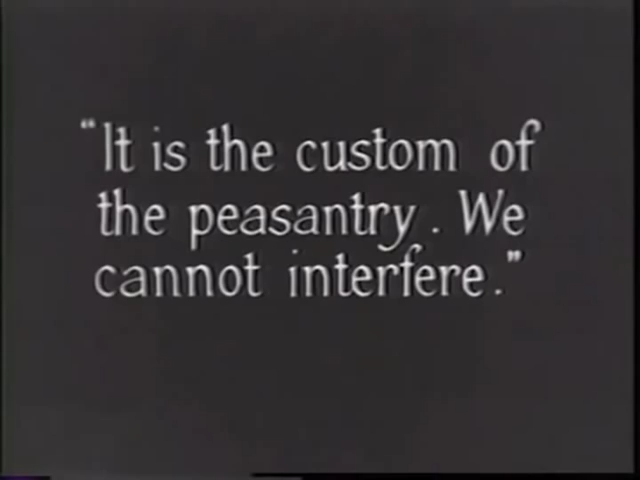 “It is the custom of
the peasantry. We
cannot interfere.”